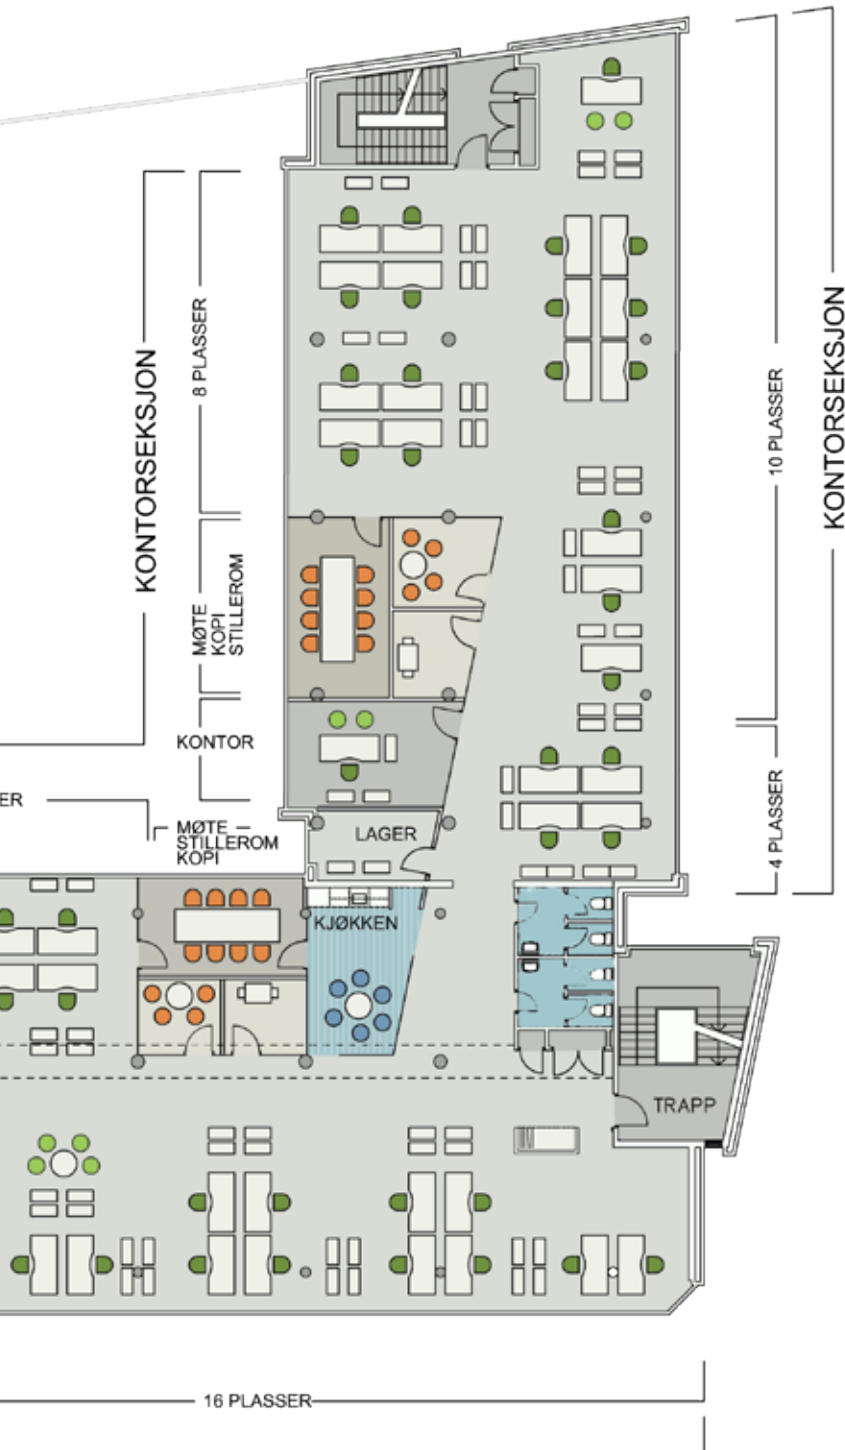 KONTORSEKSJON
8 PLASSER
MØTE
KOPI
STILLEROM
KONTOR
ER
MØTE
STILLEROM
KOPI
LAGER
KJØKKEN
TRAPP
10 PLASSER
4 PLASSER
KONTORSEKSJON
16 PLASSER